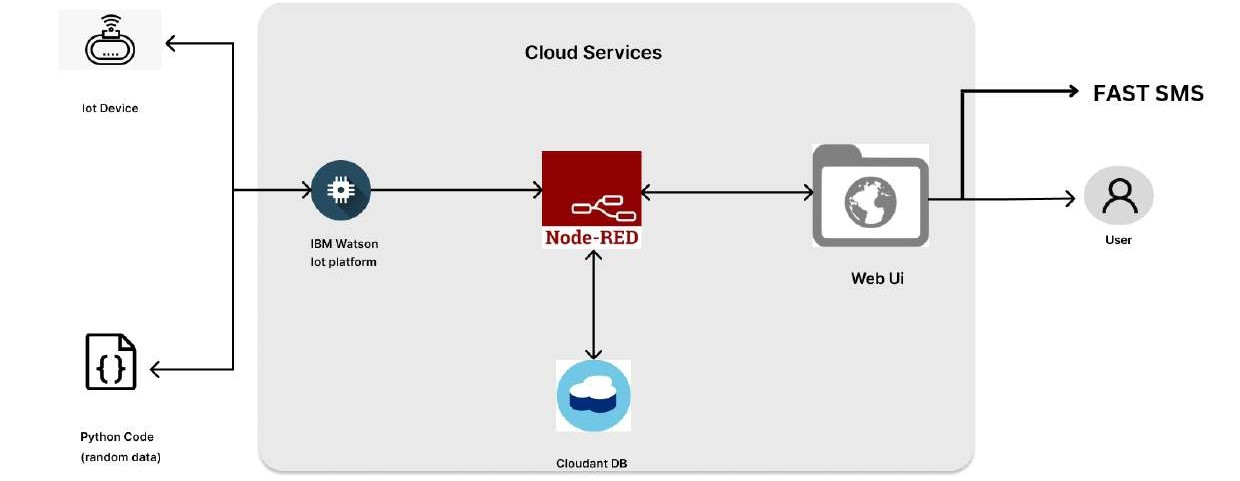 Cloud Services
Iot Device
FAST SMS
IBM Watson
Iot platform
Node-RED
User
Web Ui
{}
Python Code
(random data)
Cloudant DB